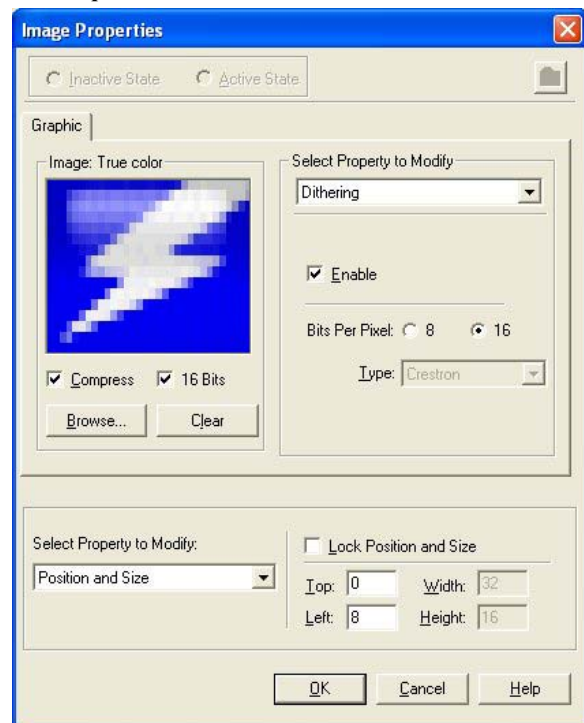 Image Properties
Inactive State Active State
Graphic
Image: True color
Select Property to Modify
Dithering
Enable
Bits Per Pixel: 8 16
Type: Crestron
Compress 16 Bits
Browse... Clear
Select Property to Modify:
Position and Size
Lock Position and Size
Top: 0 Width: 32
Left: 8 Height: 16
OK Cancel Help